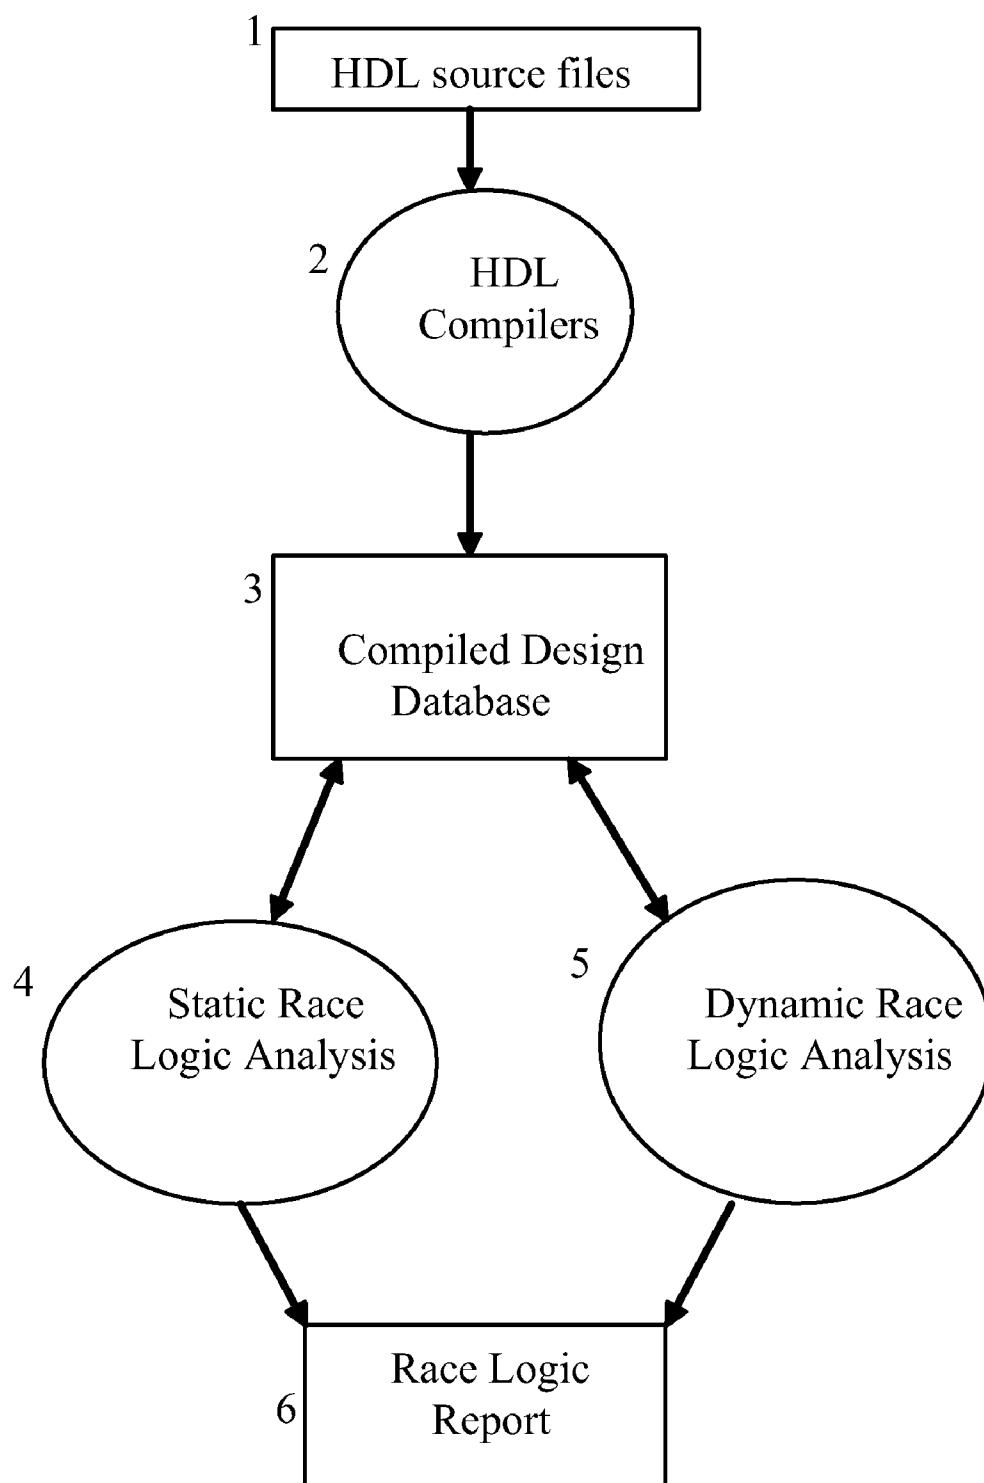 1
HDL source files
2
HDL
Compilers
3
Compiled Design
Database
4
Static Race
Logic Analysis
5
Dynamic Race
Logic Analysis
6
Race Logic
Report